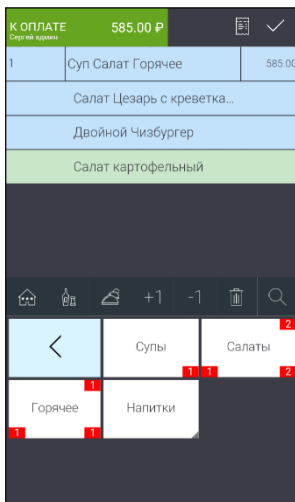 К ОПЛАТЕ 585.00 ₽
Сергей админ
1 Суп Салат Горячее 585.00
Салат Цезарь с креветка...
Двойной Чизбургер
Салат картофельный
+1 -1
2
Супы Салаты
1 1 2
1
Горячее Напитки
1 1